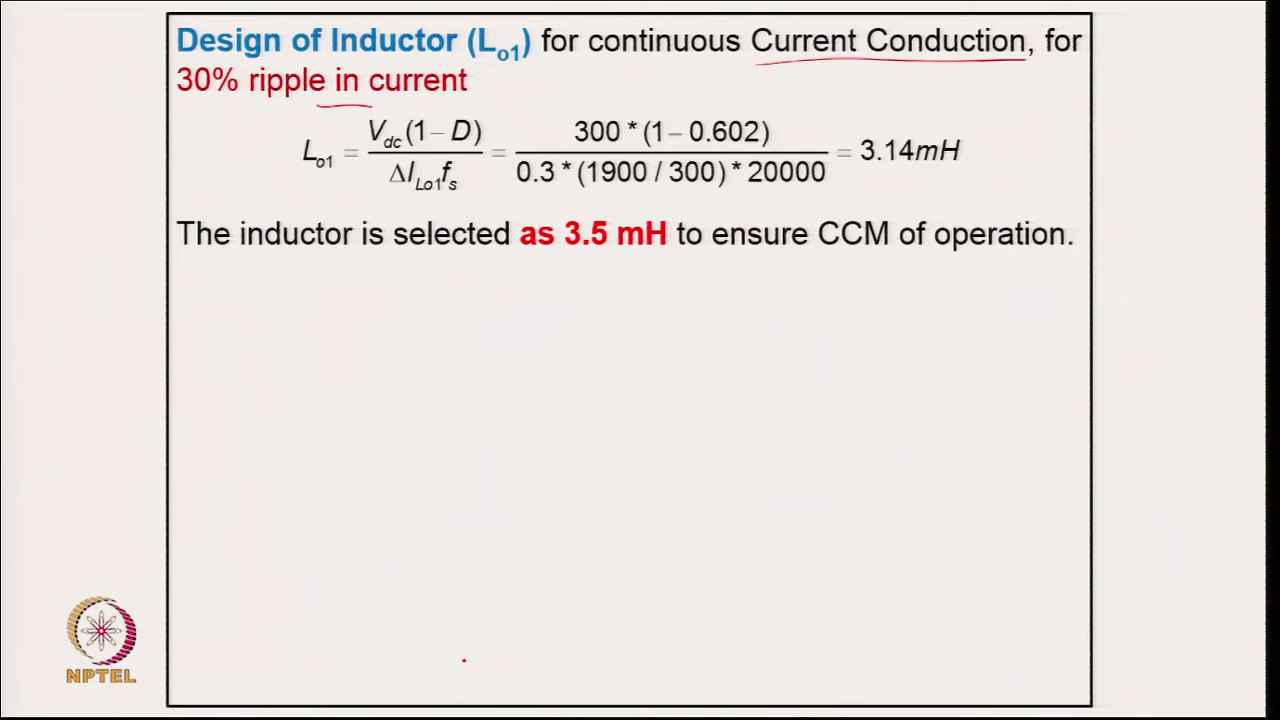 Design of Inductor (Lo1) for continuous Current Conduction, for
30% ripple in current
Lo1 = Vdc(1 – D) / ΔILo1fs = 300 * (1 – 0.602) / 0.3 * (1900 / 300) * 20000 = 3.14mH
The inductor is selected as 3.5 mH to ensure CCM of operation.
NPTEL